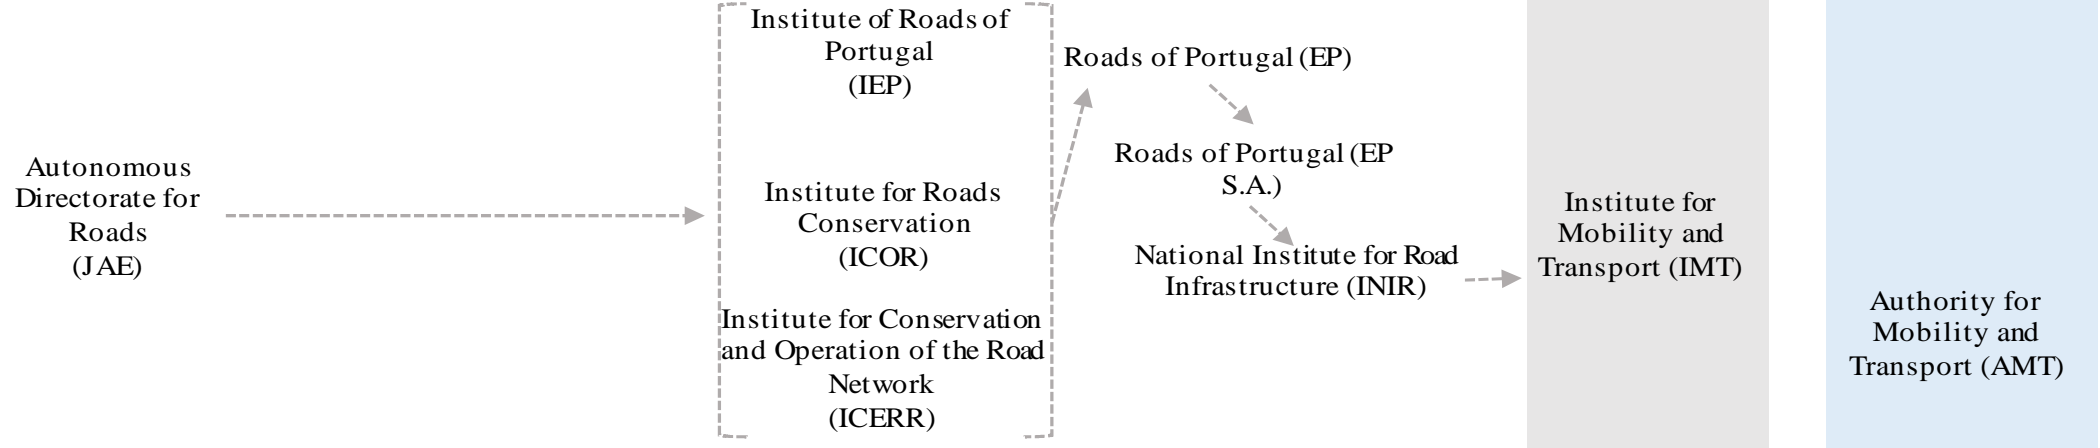 Autonomous
Directorate for
Roads
(JAE)
Institute of Roads of
Portugal
(IEP)
Institute for Roads
Conservation
(ICOR)
Institute for Conservation
and Operation of the Road
Network
(ICERR)
Roads of Portugal (EP)
Roads of Portugal (EP
S.A.)
National Institute for Road
Infrastructure (INIR)
Institute for
Mobility and
Transport (IMT)
Authority for
Mobility and
Transport (AMT)